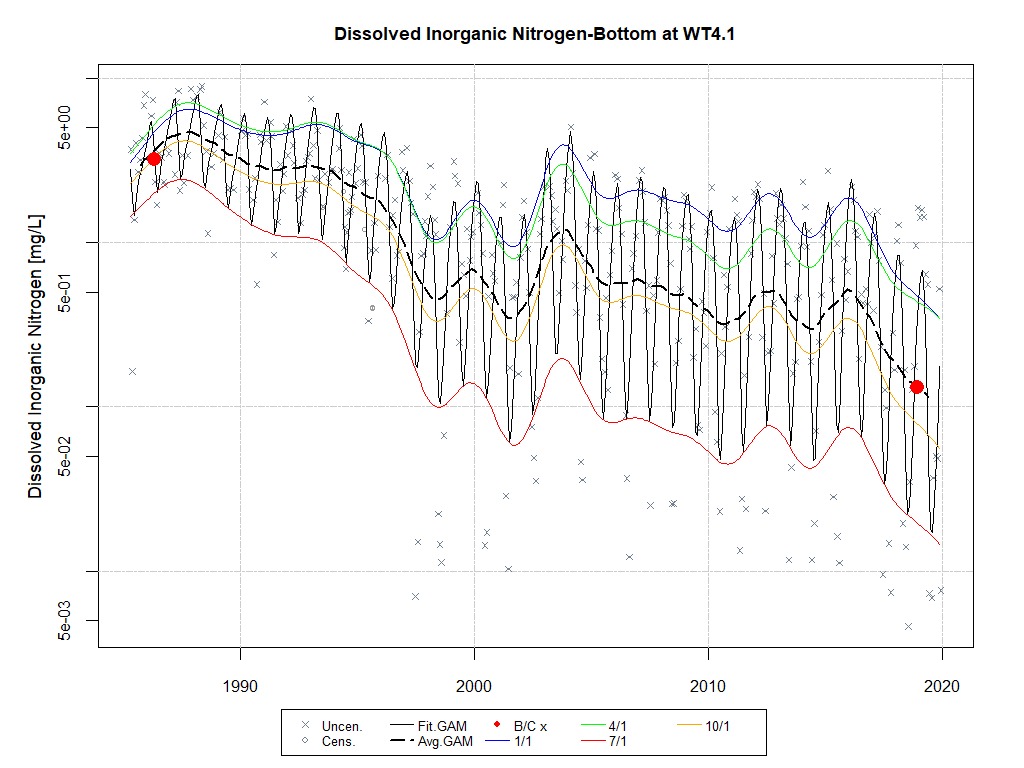 Dissolved Inorganic Nitrogen-Bottom at WT4.1
Dissolved Inorganic Nitrogen [mg/L]
5e+00
5e-01
5e-02
5e-03
1990 2000 2010 2020
Uncen. Fit.GAM B/C x 4/1 10/1
Cens. Avg.GAM 1/1 7/1